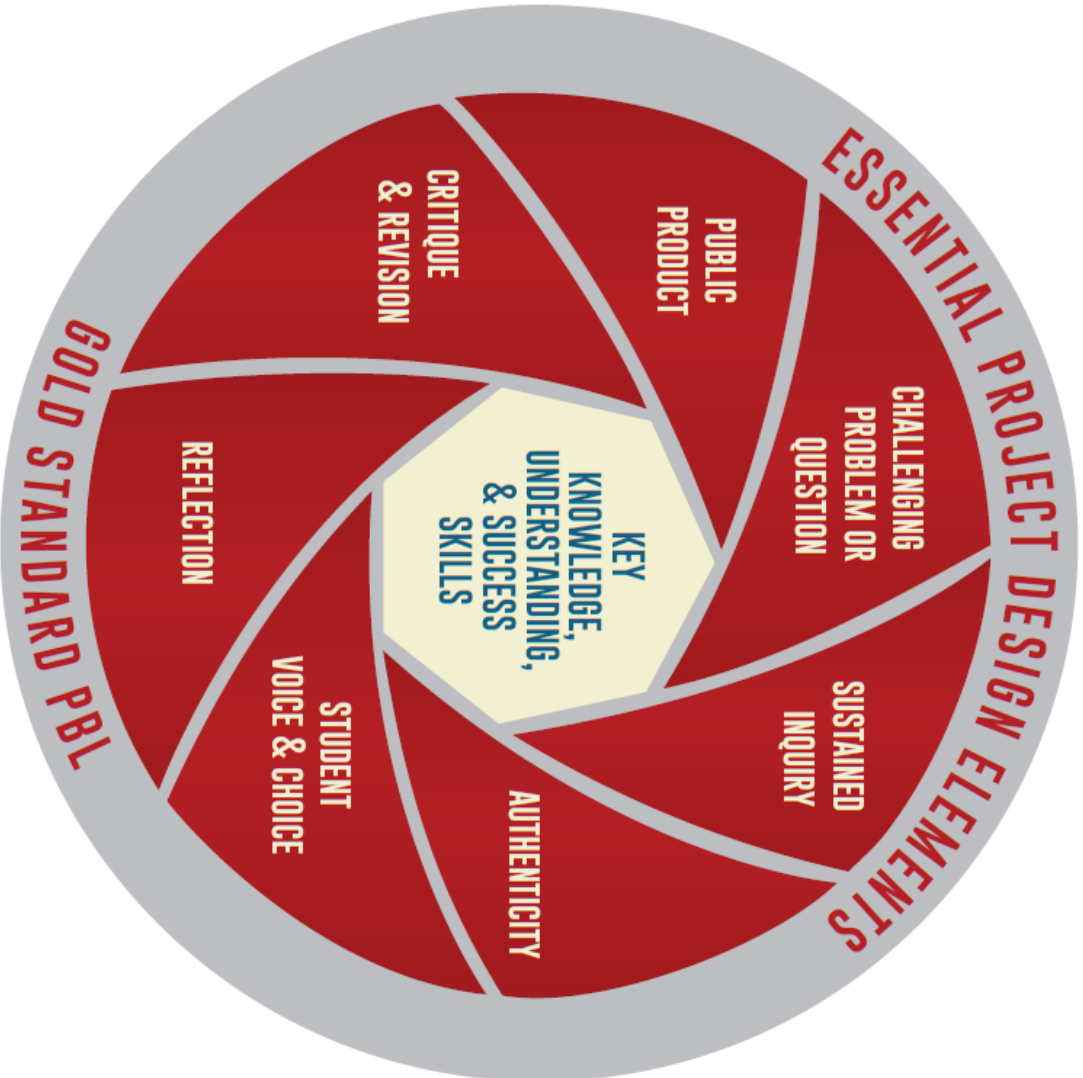 ESSENTIAL PROJECT DESIGN ELEMENTS
CHALLENGING
PROBLEM OR
QUESTION
SUSTAINED
INQUIRY
AUTHENTICITY
STUDENT
VOICE & CHOICE
REFLECTION
CRITIQUE
& REVISION
PUBLIC
PRODUCT
KEY
KNOWLEDGE,
UNDERSTANDING,
& SUCCESS
SKILLS
GOLD STANDARD PBL